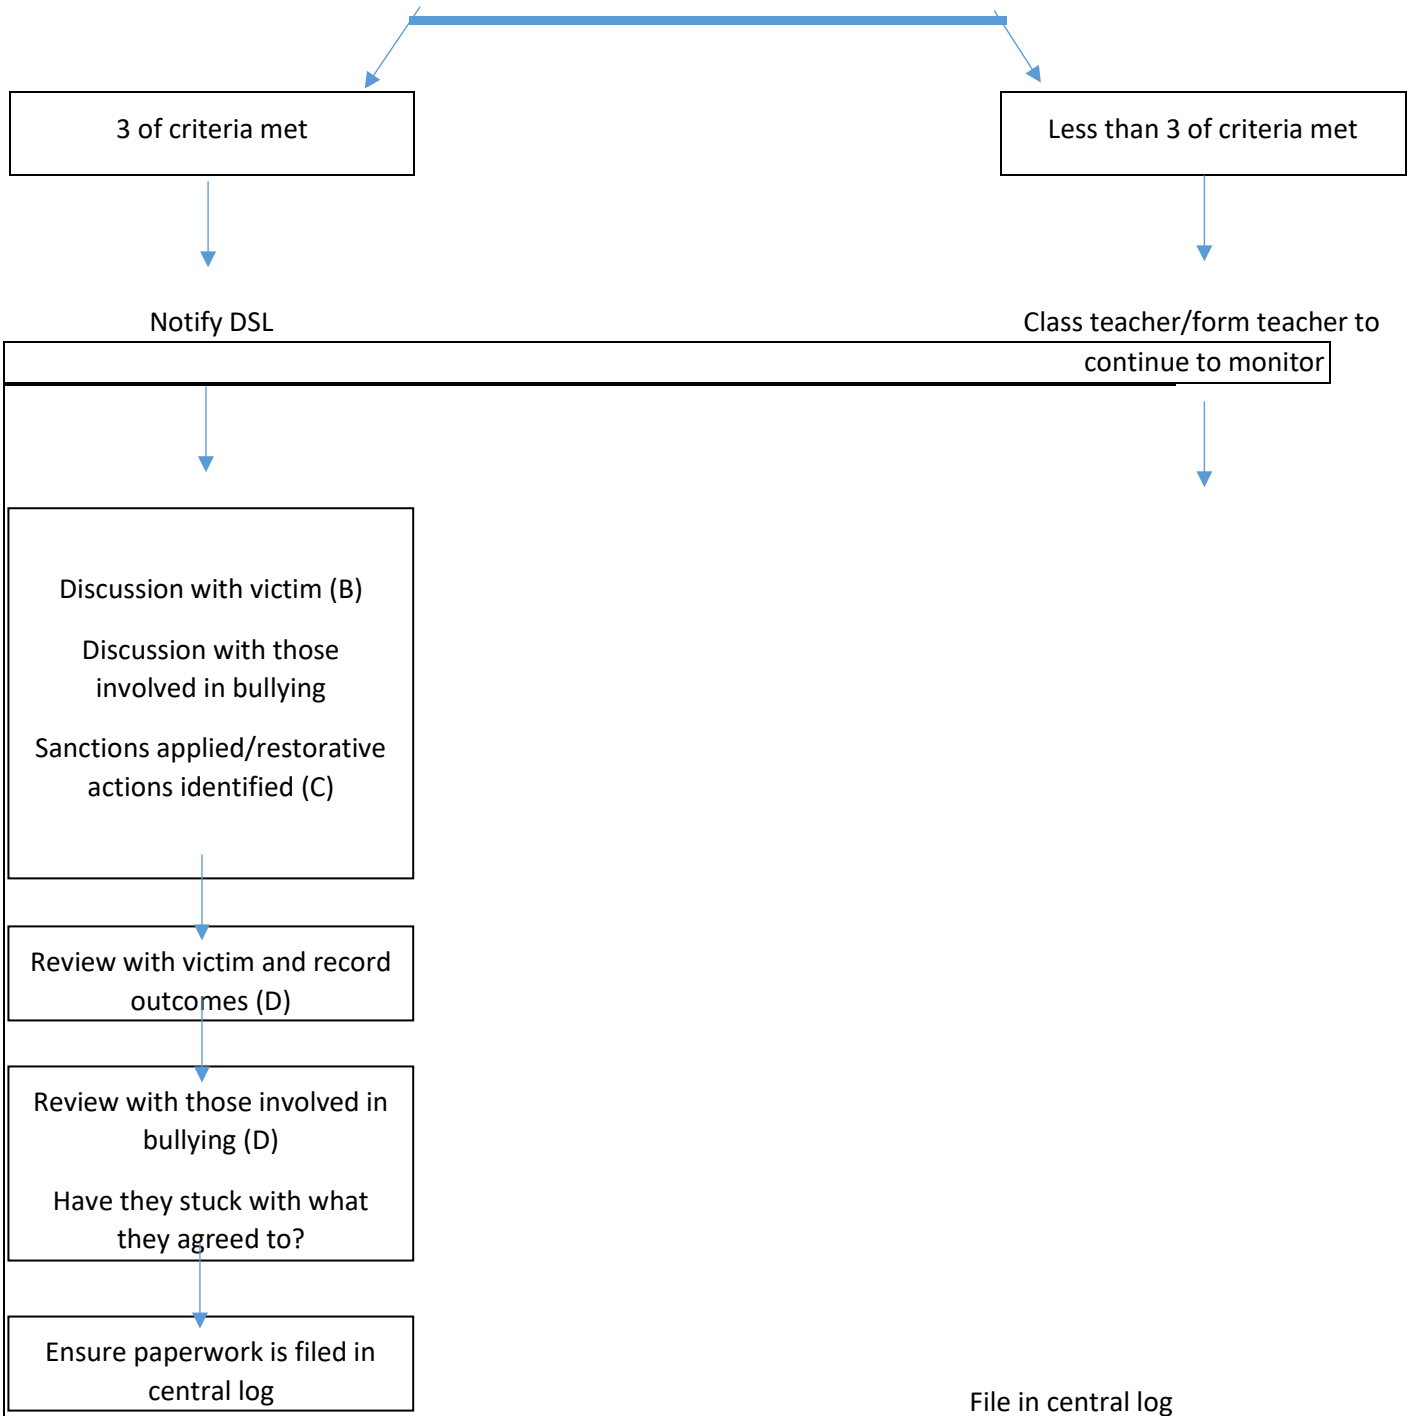 3 of criteria met
Less than 3 of criteria met
Notify DSL
Class teacher/form teacher to
continue to monitor
Discussion with victim (B)
Discussion with those
involved in bullying
Sanctions applied/restorative
actions identified (C)
Review with victim and record
outcomes (D)
Review with those involved in
bullying (D)
Have they stuck with what
they agreed to?
Ensure paperwork is filed in
central log
File in central log